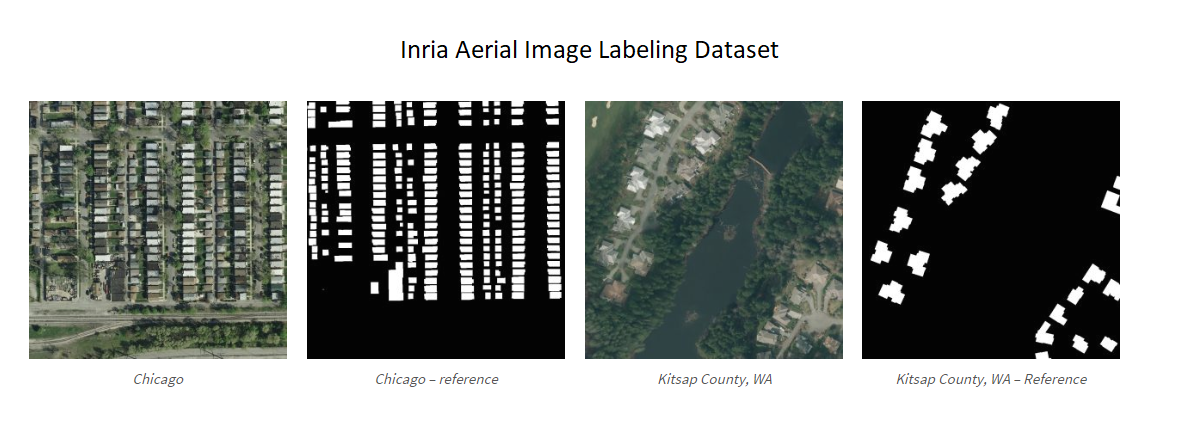 Inria Aerial Image Labeling Dataset
Chicago
Chicago – reference
Kitsap County, WA
Kitsap County, WA – Reference